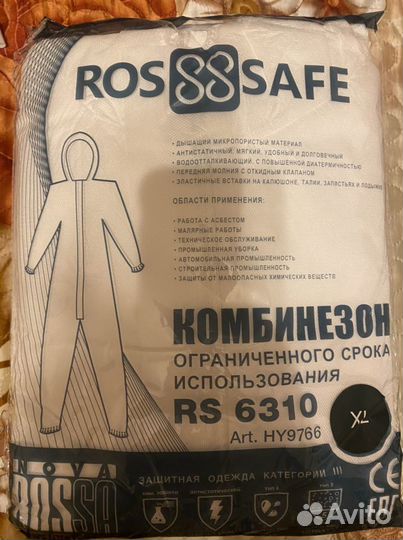 ROS SAFE
• ДЫШАЩИЙ МИКРОПОРИСТЫЙ МАТЕРИАЛ
• АНТИСТАТИЧНЫЙ: МЯГКИЙ, УДОБНЫЙ И ДОЛГОВЕЧНЫЙ
• ВОДООТТАЛКИВАЮЩИЙ, С ПОВЫШЕННОЙ ДИАТЕРМИЧНОСТЬЮ
• ПЕРЕДНЯЯ МОЛНИЯ С ОТКИДНЫМ КЛАПАНОМ
• ЭЛАСТИЧНЫЕ ВСТАВКИ НА КАПЮШОНЕ, ТАЛИИ, ЗАПЯСТЬЯХ И
ОБЛАСТИ ПРИМЕНЕНИЯ:
• РАБОТА С АСБЕСТОМ
• МАЛЯРНЫЕ РАБОТЫ
• ТЕХНИЧЕСКОЕ ОБСЛУЖИВАНИЕ
• ПРОМЫШЛЕННАЯ УБОРКА
• АВТОМОБИЛЬНАЯ ПРОМЫШЛЕННОСТЬ
• СТРОИТЕЛЬНАЯ ПРОМЫШЛЕННОСТЬ
• ЗАЩИТЫ ОТ МАЛООПАСНЫХ ХИМИЧЕСКИХ ВЕЩЕСТВ
КОМБИНЕЗОН
ОГРАНИЧЕННОГО СРОКА
ИСПОЛЬЗОВАНИЯ
RS 6310
XL
Art. HY9766
NOVA
ROSSA
ЗАЩИТНАЯ ОДЕЖДА КАТЕГОРИИ III
CE
EAC
Avito